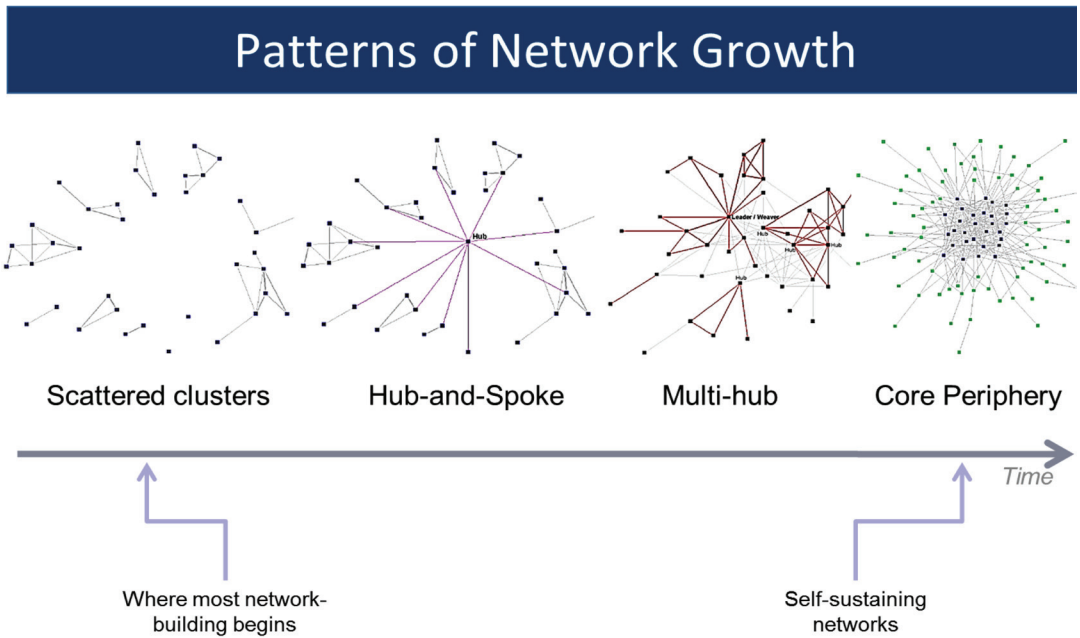 Patterns of Network Growth
Hub
Leader / Weaver
Hub
Hub
Hub
Hub
Scattered clusters
Hub-and-Spoke
Multi-hub
Core Periphery
Time
Where most network-
building begins
Self-sustaining
networks